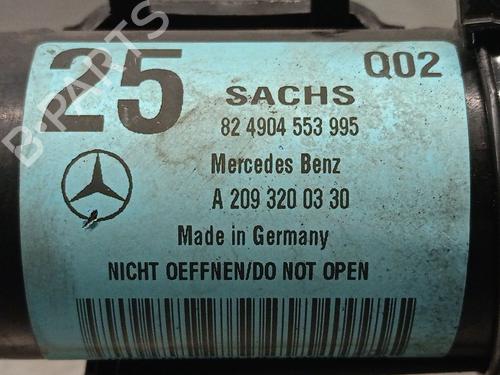 25 Q02
SACHS
82 4904 553 995
Mercedes Benz
A 209 320 03 30
Made in Germany
NICHT OEFFNEN/DO NOT OPEN
B-PARTS